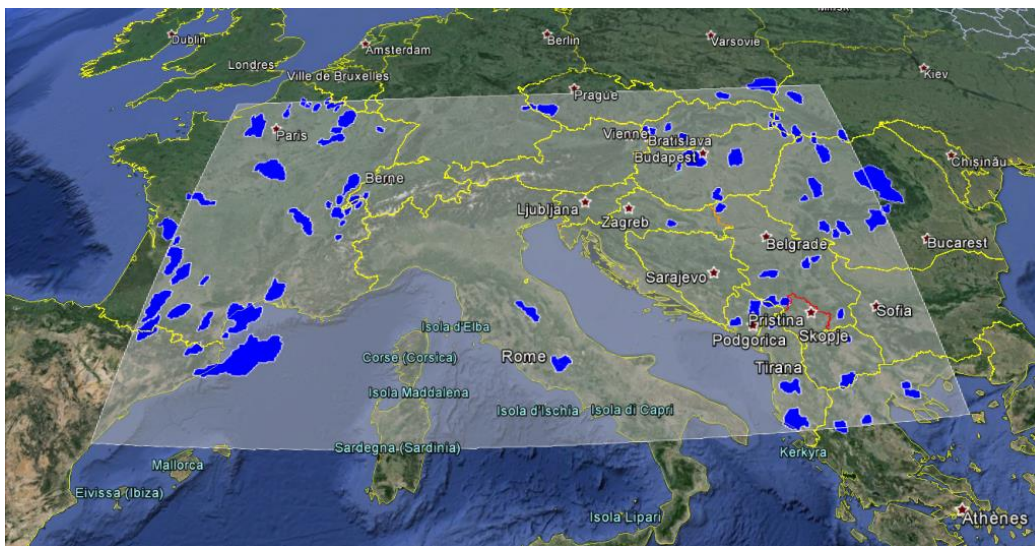 Dublin
Londres
Amsterdam
Berlin
Varsovie
Kiev
Ville de Bruxelles
Prague
Paris
Vienne
Bratislava
Budapest
Chișinău
Berne
Ljubljana
Zagreb
Belgrade
Bucarest
Sarajevo
Sofia
Pristina
Podgorica
Skopje
Isola d'Elba
Rome
Corse (Corsica)
Tirana
Isola Maddalena
Isola d'Ischia
Isola di Capri
Sardegna (Sardinia)
Kerkyra
Mallorca
Eivissa (Ibiza)
Isola Lipari
Athènes